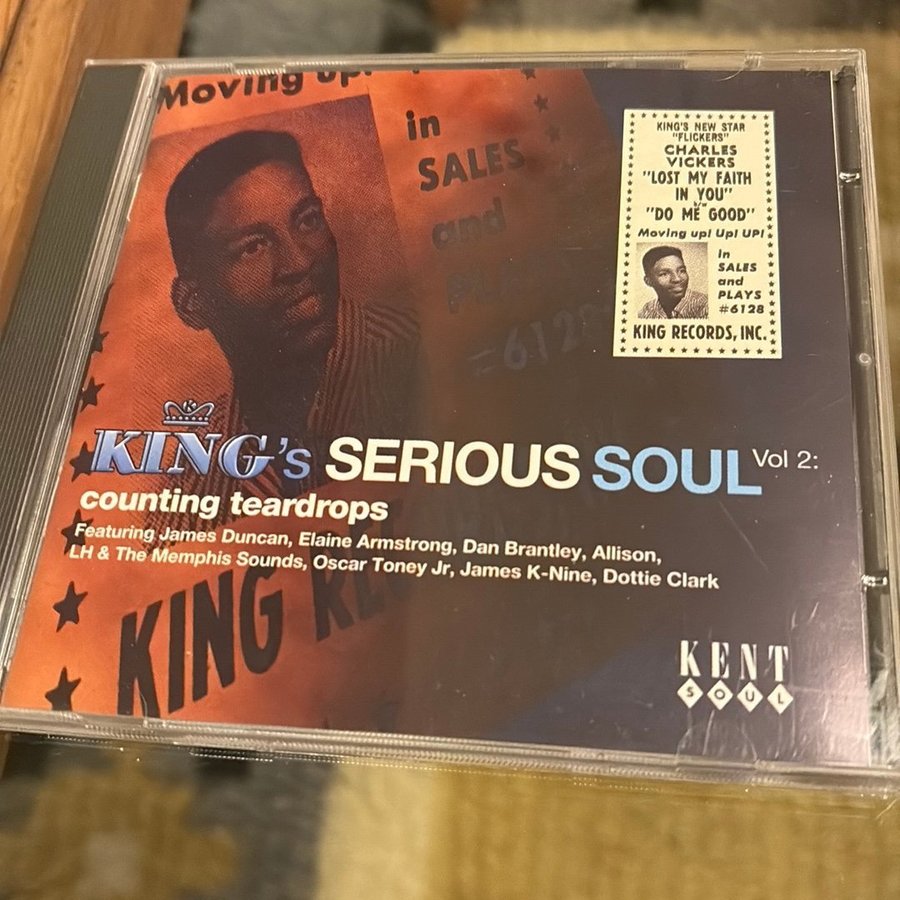 Moving up!
in
SALES
and
#6128
KING'S NEW STAR
"FLICKERS"
CHARLES
VICKERS
"LOST MY FAITH
IN YOU"
b/w
"DO ME GOOD"
Moving up! Up! UP!
in
SALES
and
PLAYS
#6128
KING RECORDS, INC.
K
KING's SERIOUS SOUL Vol 2:
counting teardrops
Featuring James Duncan, Elaine Armstrong, Dan Brantley, Allison,
LH & The Memphis Sounds, Oscar Toney Jr, James K-Nine, Dottie Clark
KING RE
KENT
SOUL